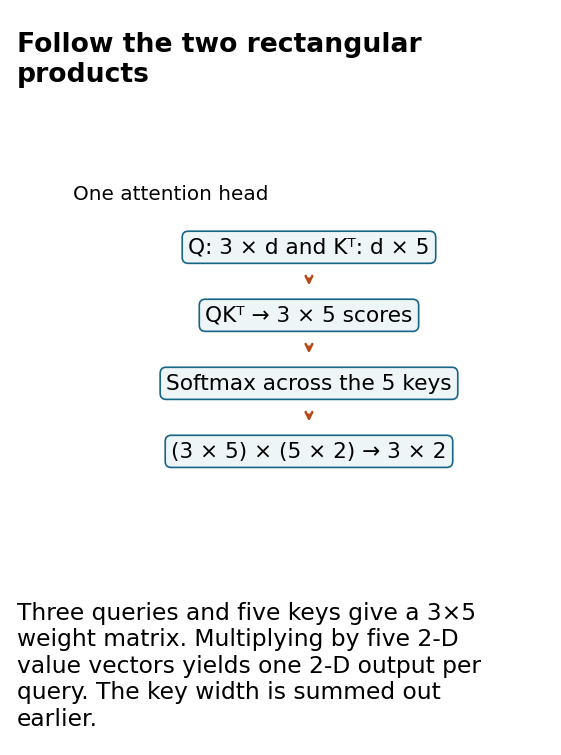 Follow the two rectangular
products
One attention head
Q: 3 × d and Kᵀ: d × 5
QKᵀ → 3 × 5 scores
Softmax across the 5 keys
(3 × 5) × (5 × 2) → 3 × 2
Three queries and five keys give a 3×5
weight matrix. Multiplying by five 2-D
value vectors yields one 2-D output per
query. The key width is summed out
earlier.